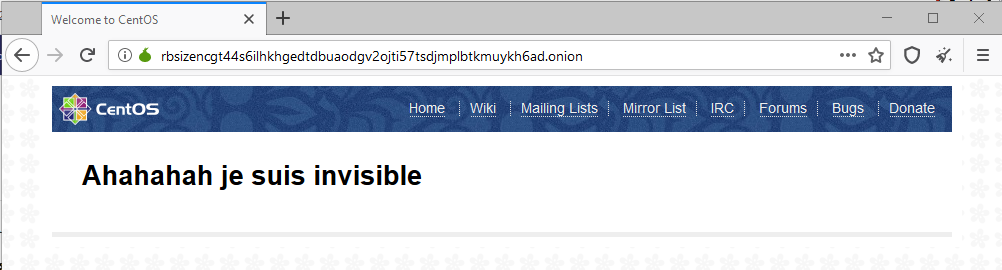 Welcome to CentOS
rbsizencgt44s6ilhkhgedtdbuaodgv2ojti57tsdjmplbtkmuykh6ad.onion
CentOS Home Wiki Mailing Lists Mirror List IRC Forums Bugs Donate
Ahahahah je suis invisible